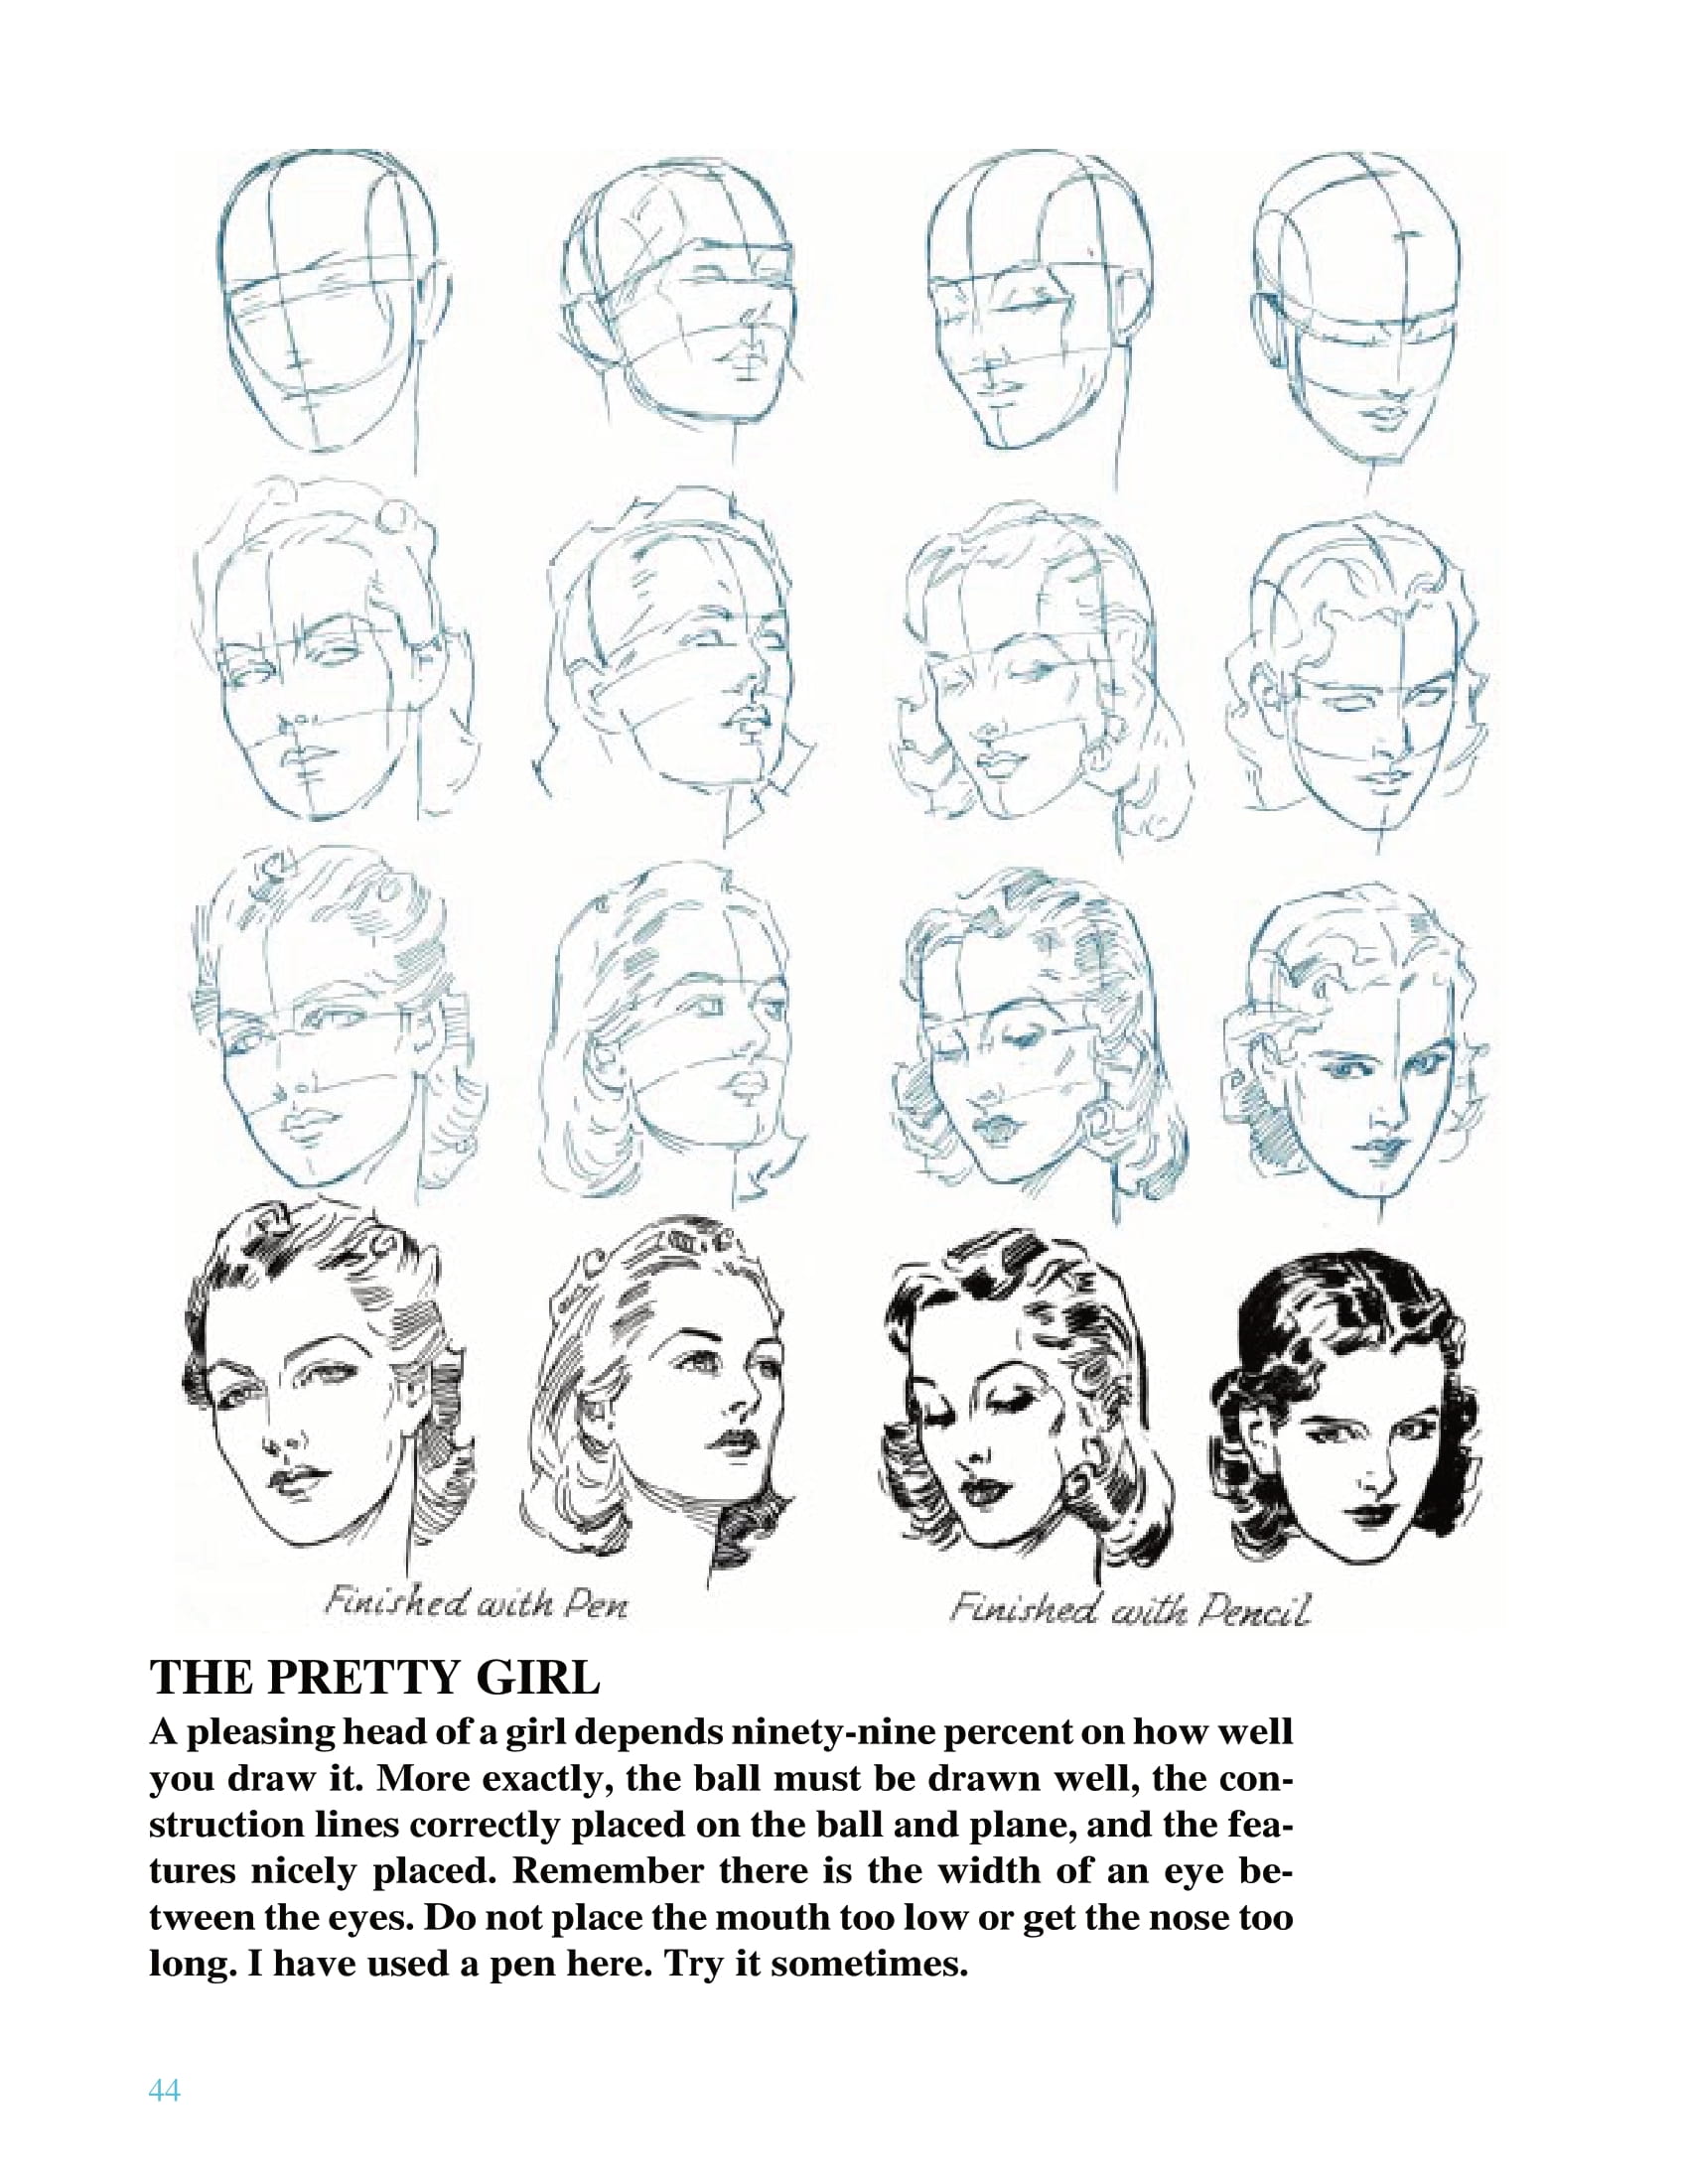 Finished with Pen
Finished with Pencil
THE PRETTY GIRL
A pleasing head of a girl depends ninety-nine percent on how well
you draw it. More exactly, the ball must be drawn well, the con-
struction lines correctly placed on the ball and plane, and the fea-
tures nicely placed. Remember there is the width of an eye be-
tween the eyes. Do not place the mouth too low or get the nose too
long. I have used a pen here. Try it sometimes.
44